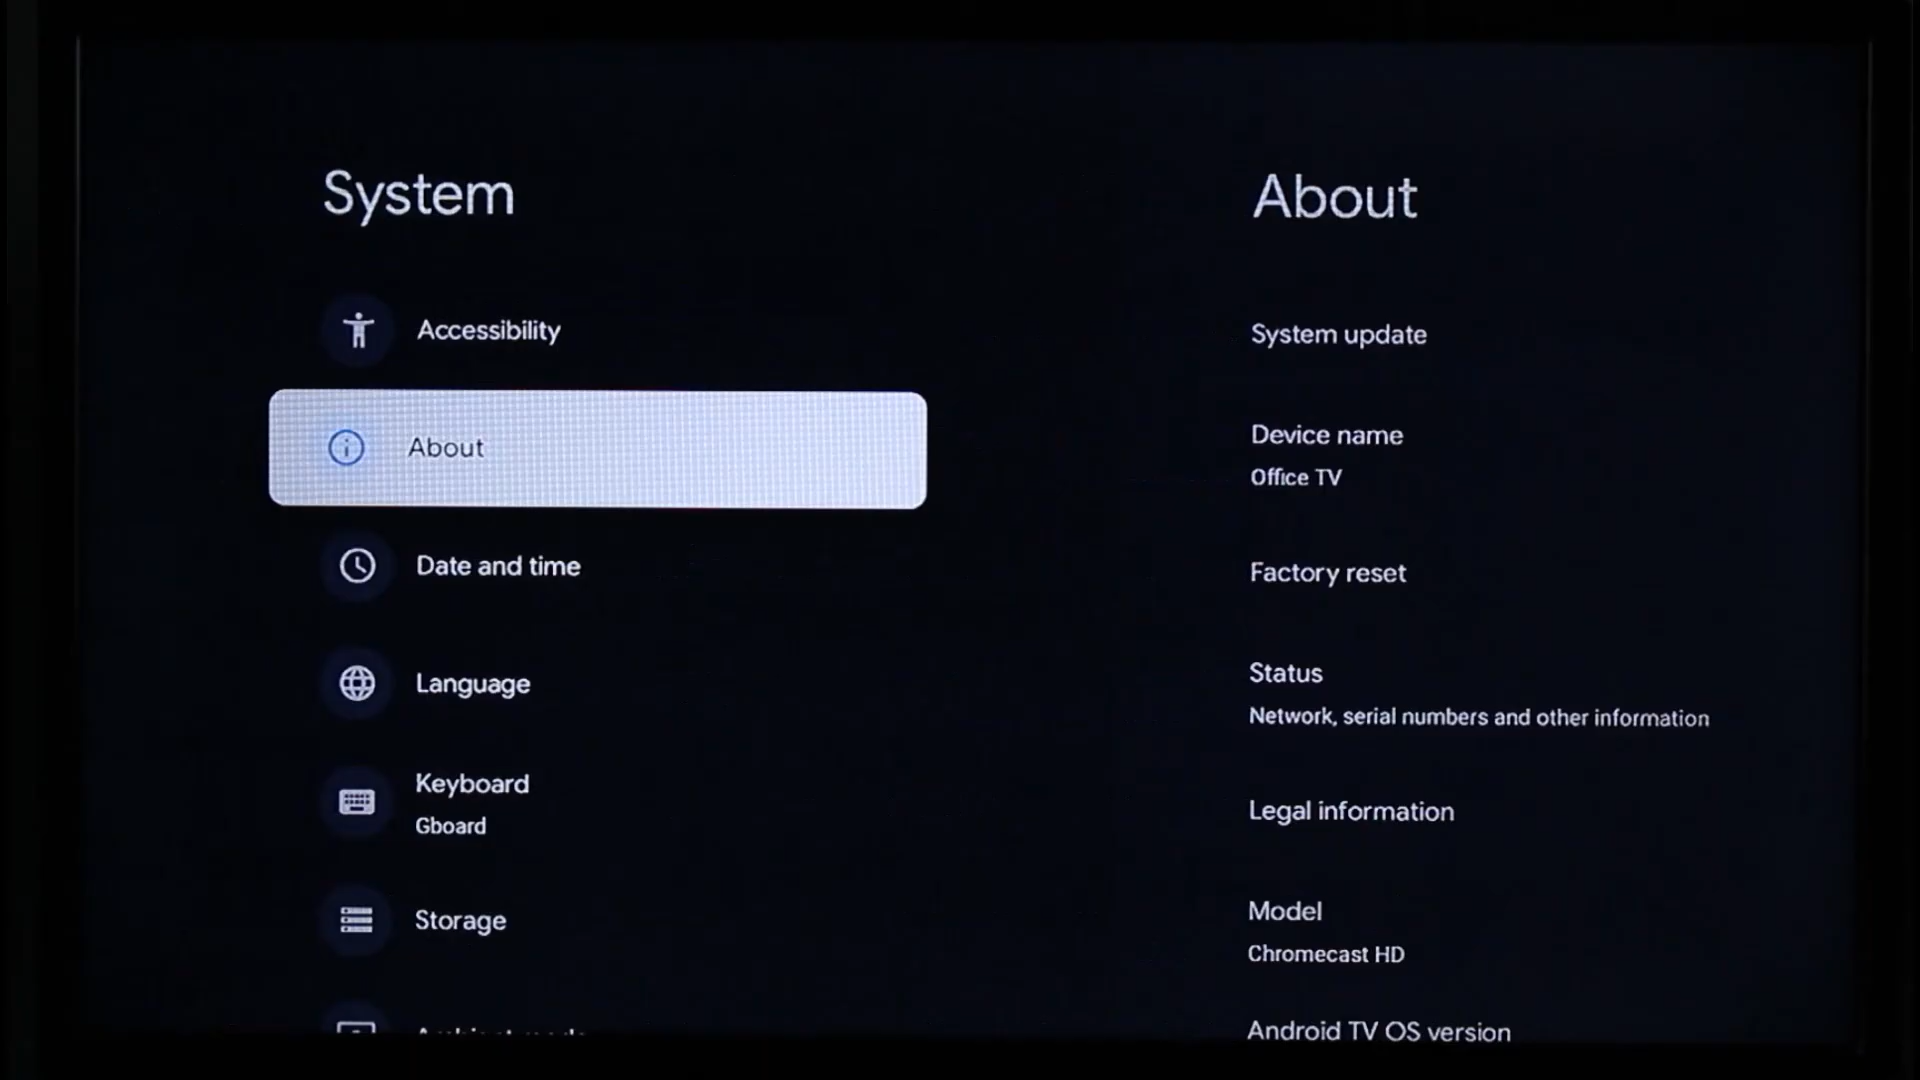 System
Accessibility
About
Date and time
Language
Keyboard
Gboard
Storage
About
System update
Device name
Office TV
Factory reset
Status
Network, serial numbers and other information
Legal information
Model
Chromecast HD
Android TV OS version